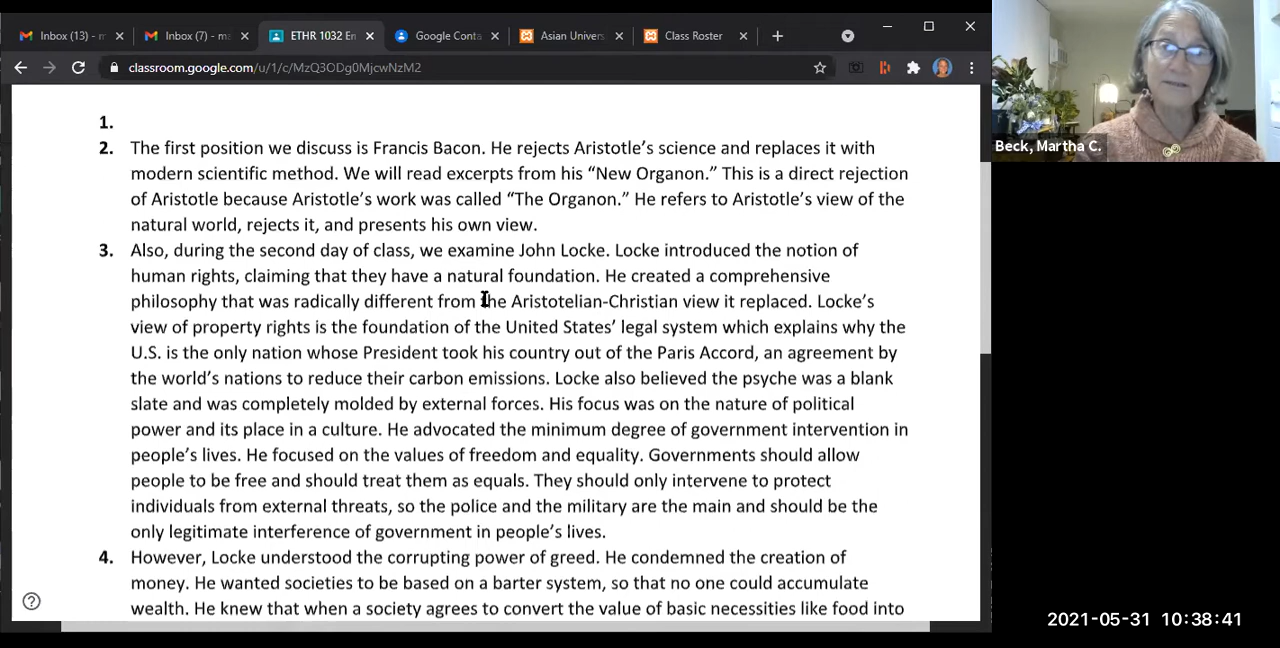 Inbox (13) - m
Inbox (7) - ma
ETHR 1032 En
Google Conta
Asian Univers
Class Roster
classroom.google.com/u/1/c/MzQ3ODg0MjcwNzM2
Beck, Martha C.
1.
2. The first position we discuss is Francis Bacon. He rejects Aristotle's science and replaces it with
modern scientific method. We will read excerpts from his “New Organon.” This is a direct rejection
of Aristotle because Aristotle's work was called “The Organon.” He refers to Aristotle's view of the
natural world, rejects it, and presents his own view.
3. Also, during the second day of class, we examine John Locke. Locke introduced the notion of
human rights, claiming that they have a natural foundation. He created a comprehensive
philosophy that was radically different from the Aristotelian-Christian view it replaced. Locke's
view of property rights is the foundation of the United States' legal system which explains why the
U.S. is the only nation whose President took his country out of the Paris Accord, an agreement by
the world's nations to reduce their carbon emissions. Locke also believed the psyche was a blank
slate and was completely molded by external forces. His focus was on the nature of political
power and its place in a culture. He advocated the minimum degree of government intervention in
people's lives. He focused on the values of freedom and equality. Governments should allow
people to be free and should treat them as equals. They should only intervene to protect
individuals from external threats, so the police and the military are the main and should be the
only legitimate interference of government in people's lives.
4. However, Locke understood the corrupting power of greed. He condemned the creation of
money. He wanted societies to be based on a barter system, so that no one could accumulate
wealth. He knew that when a society agrees to convert the value of basic necessities like food into
2021-05-31 10:38:41